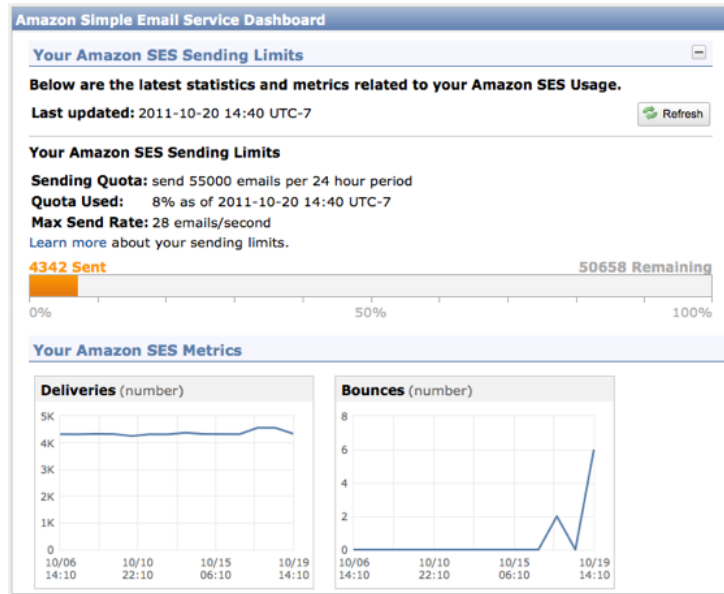 Amazon Simple Email Service Dashboard
Your Amazon SES Sending Limits
Below are the latest statistics and metrics related to your Amazon SES Usage.
Last updated: 2011-10-20 14:40 UTC-7
Refresh
Your Amazon SES Sending Limits
Sending Quota: send 55000 emails per 24 hour period
Quota Used: 8% as of 2011-10-20 14:40 UTC-7
Max Send Rate: 28 emails/second
Learn more about your sending limits.
4342 Sent 50658 Remaining
0% 50% 100%
Your Amazon SES Metrics
Deliveries (number)
5K
4K
3K
2K
1K
0
10/06 10/10 10/15 10/19
14:10 22:10 06:10 14:10
Bounces (number)
8
6
4
2
0
10/06 10/10 10/15 10/19
14:10 22:10 06:10 14:10